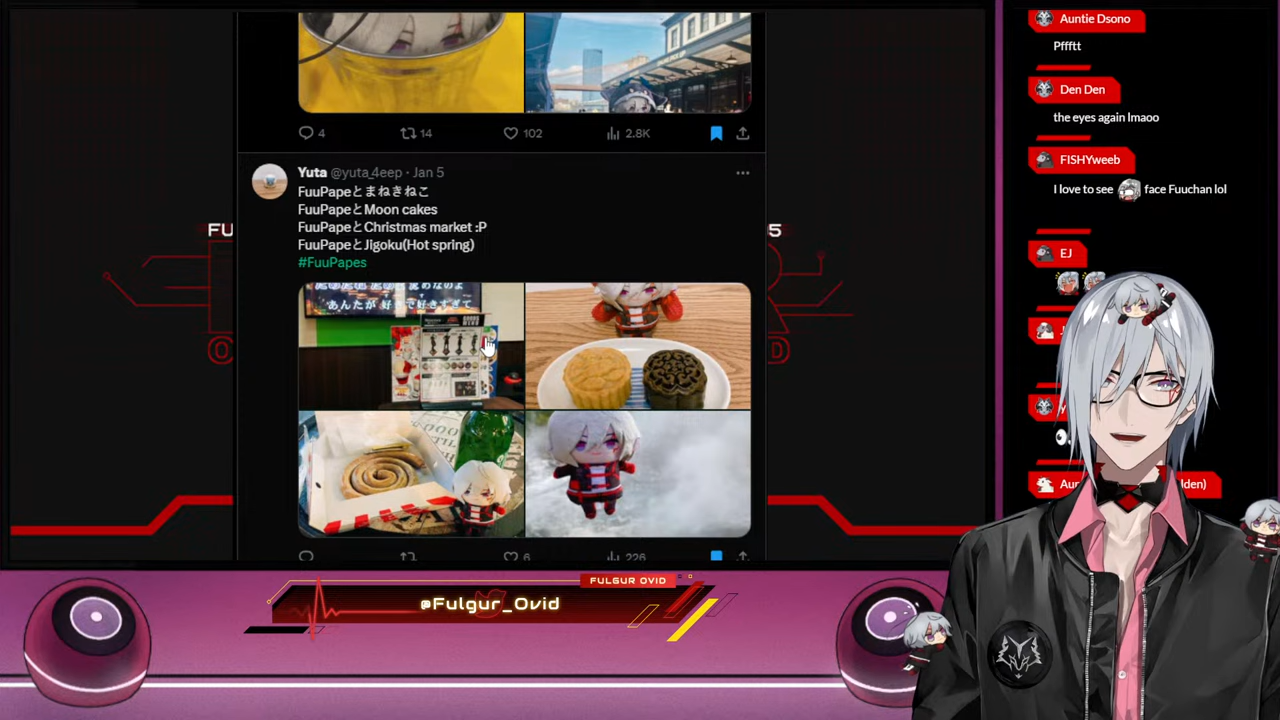 4
14
102
2.8K
Yuta @yuta_4eep · Jan 5
FuuPapeとまねきねこ
FuuPapeとMoon cakes
FuuPapeとChristmas market :P
FuuPapeとJigoku(Hot spring)
#FuuPapes
あんたが 好きで好きすぎて
6
226
FU
5
O
D
FULGUR OVID
@Fulgur_Ovid
Auntie Dsono
Pffftt
Den Den
the eyes again lmaoo
FISHYweeb
I love to see face Fuuchan lol
EJ